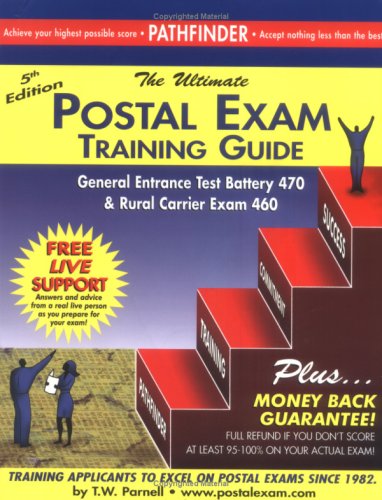 Achieve your highest possible score • PATHFINDER • Accept nothing less than the best
5th
Edition
The Ultimate
POSTAL EXAM
TRAINING GUIDE
General Entrance Test Battery 470
& Rural Carrier Exam 460
FREE
LIVE
SUPPORT
Answers and advice
from a real live person
as you prepare for
your exam!
SUCCESS
COMMITMENT
TRAINING
PATHFINDER
Plus...
MONEY BACK
GUARANTEE!
FULL REFUND IF YOU DON'T SCORE
AT LEAST 95-100% ON YOUR ACTUAL EXAM!
TRAINING APPLICANTS TO EXCEL ON POSTAL EXAMS SINCE 1982.
by T.W. Parnell • www.postalexam.com
Copyrighted Material
Copyrighted Material